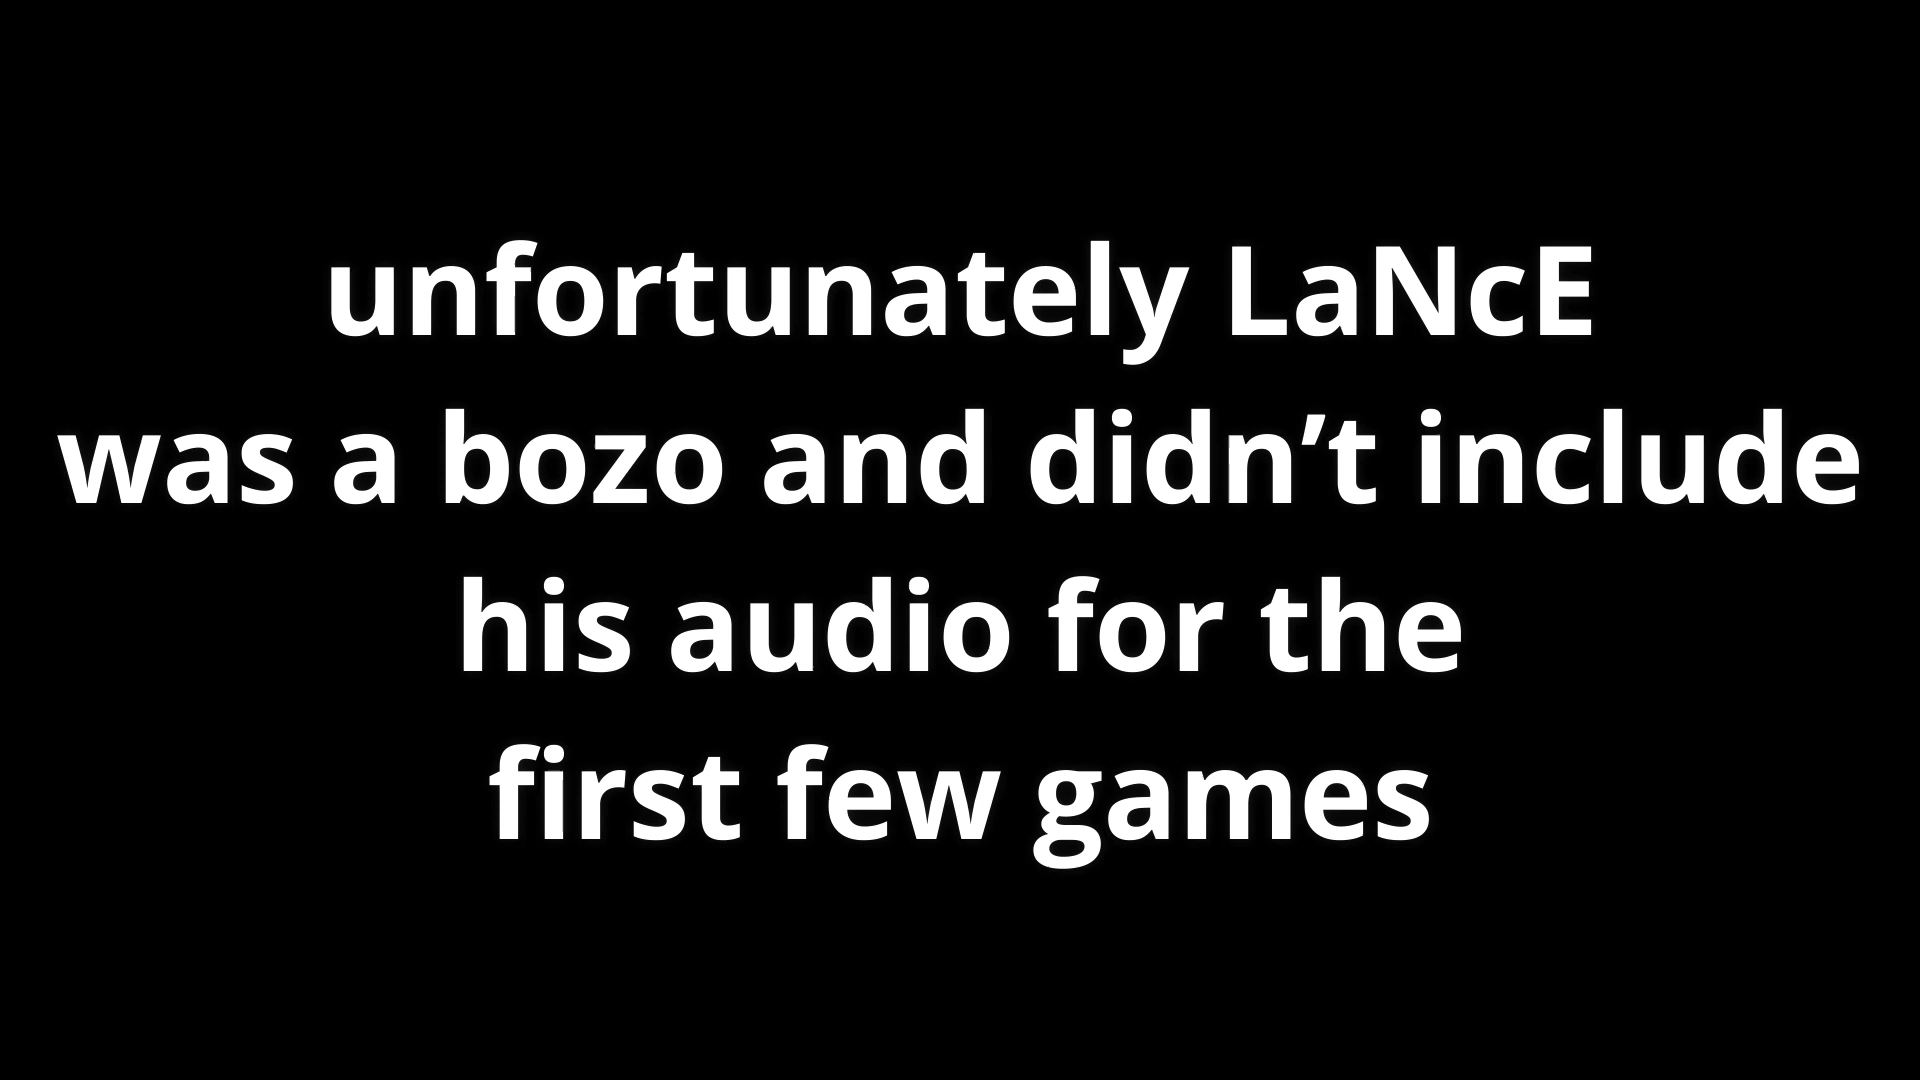 unfortunately LaNcE
was a bozo and didn’t include
his audio for the
first few games